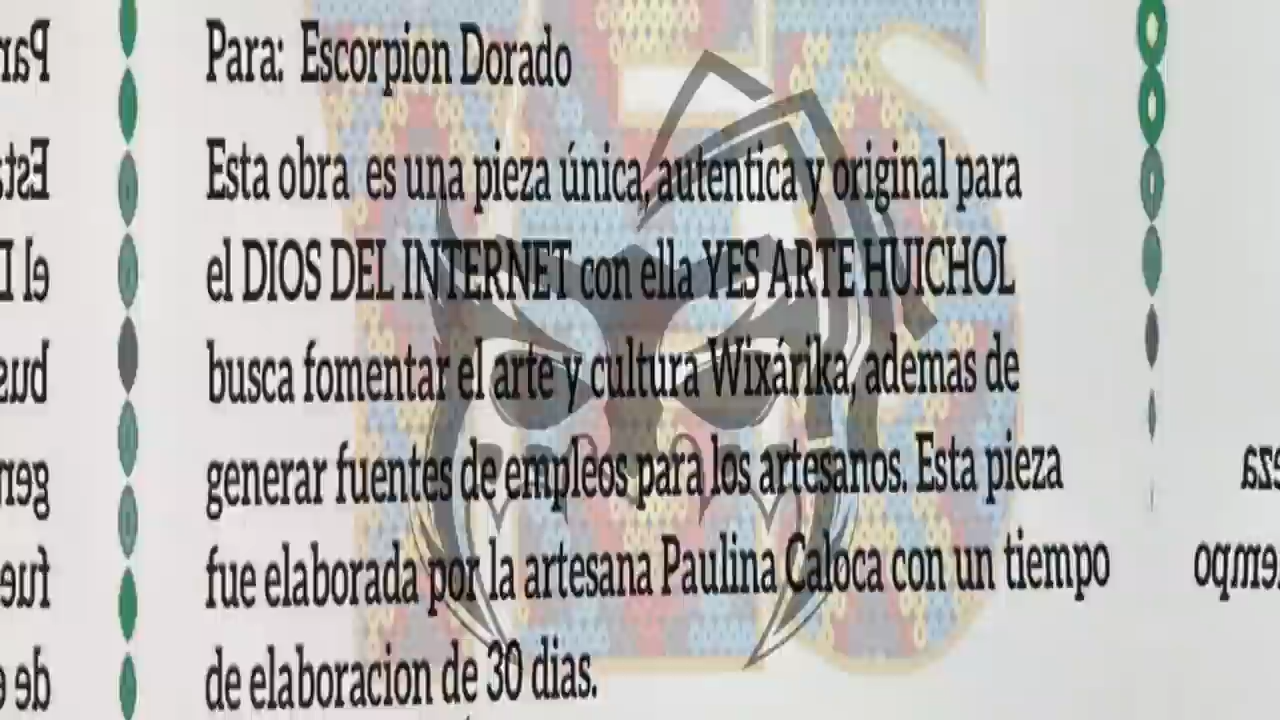 Para: Escorpion Dorado
Esta obra es una pieza única, autentica y original para
el DIOS DEL INTERNET con ella YES ARTE HUICHOL
busca fomentar el arte y cultura Wixárika, ademas de
generar fuentes de empleos para los artesanos. Esta pieza
fue elaborada por la artesana Paulina Caloca con un tiempo
de elaboracion de 30 dias.